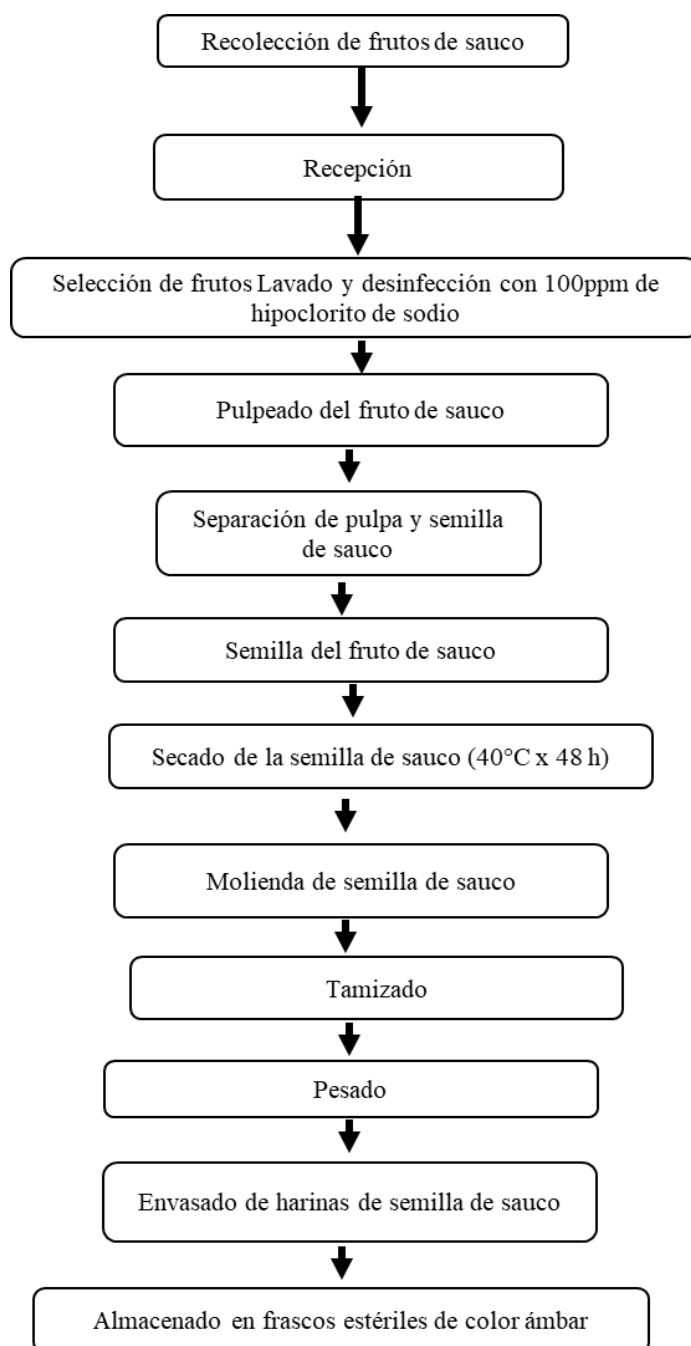 Recolección de frutos de sauco
Recepción
Selección de frutos Lavado y desinfección con 100ppm de
hipoclorito de sodio
Pulpeado del fruto de sauco
Separación de pulpa y semilla
de sauco
Semilla del fruto de sauco
Secado de la semilla de sauco (40°C x 48 h)
Molienda de semilla de sauco
Tamizado
Pesado
Envasado de harinas de semilla de sauco
Almacenado en frascos estériles de color ámbar